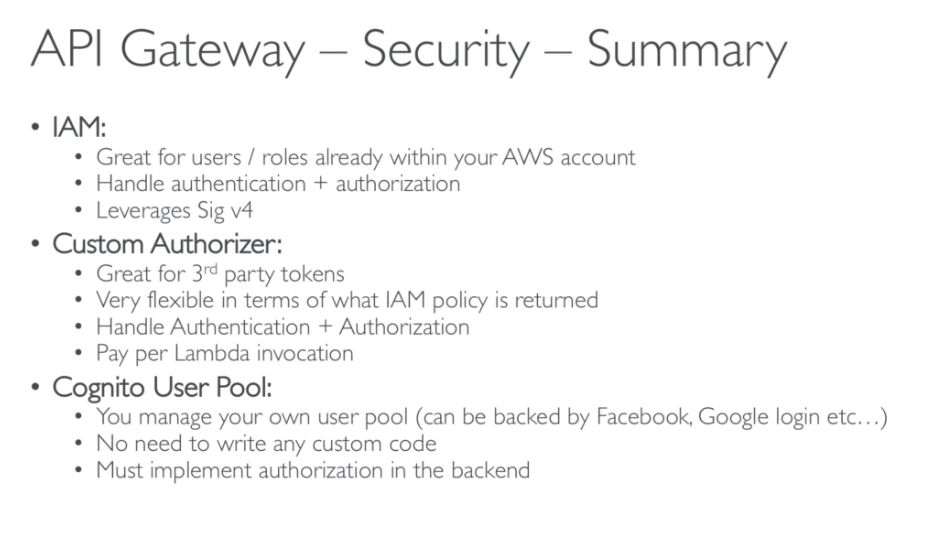 API Gateway – Security – Summary
• IAM:
• Great for users / roles already within your AWS account
• Handle authentication + authorization
• Leverages Sig v4
• Custom Authorizer:
• Great for 3rd party tokens
• Very flexible in terms of what IAM policy is returned
• Handle Authentication + Authorization
• Pay per Lambda invocation
• Cognito User Pool:
• You manage your own user pool (can be backed by Facebook, Google login etc…)
• No need to write any custom code
• Must implement authorization in the backend